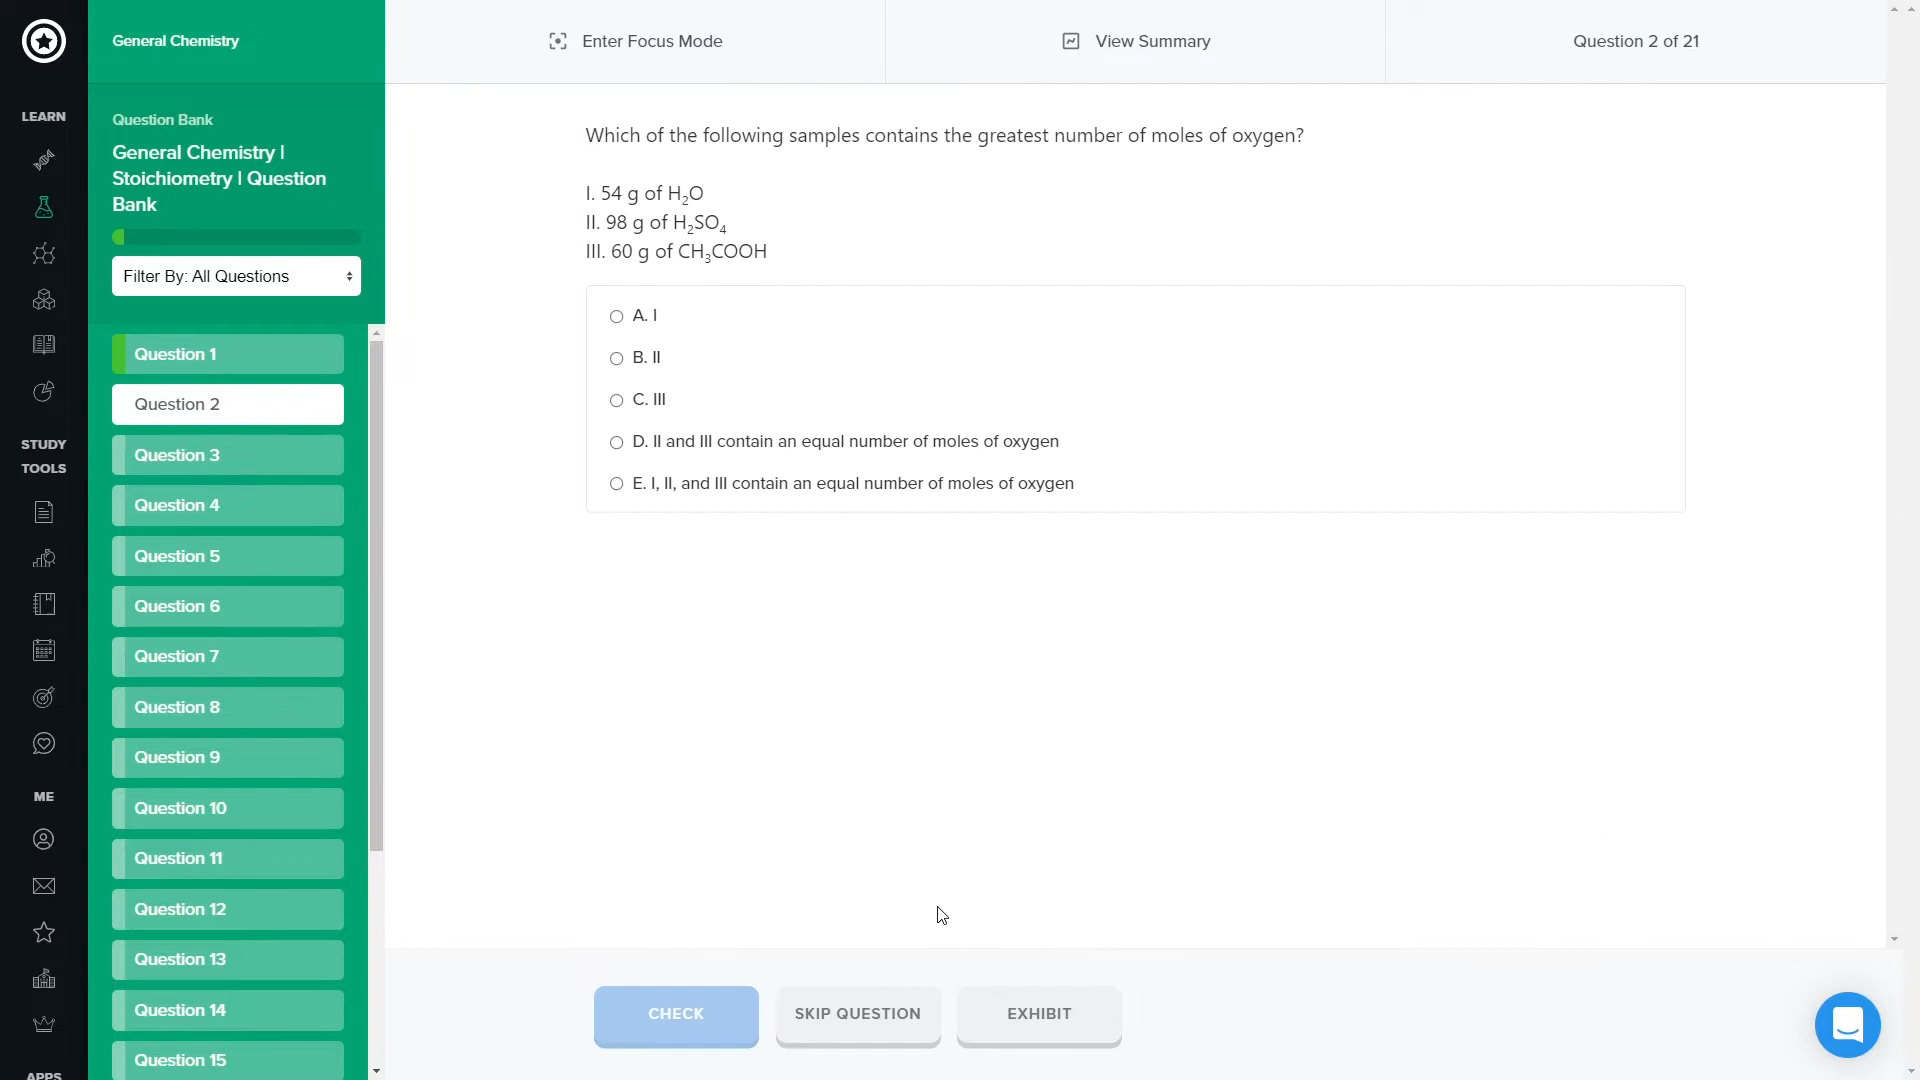 General Chemistry
Enter Focus Mode
View Summary
Question 2 of 21
LEARN
STUDY
TOOLS
ME
APPS
Question Bank
General Chemistry |
Stoichiometry | Question
Bank
Filter By: All Questions
Question 1
Question 2
Question 3
Question 4
Question 5
Question 6
Question 7
Question 8
Question 9
Question 10
Question 11
Question 12
Question 13
Question 14
Question 15
Which of the following samples contains the greatest number of moles of oxygen?
I. 54 g of H₂O
II. 98 g of H₂SO₄
III. 60 g of CH₃COOH
A. I
B. II
C. III
D. II and III contain an equal number of moles of oxygen
E. I, II, and III contain an equal number of moles of oxygen
CHECK
SKIP QUESTION
EXHIBIT